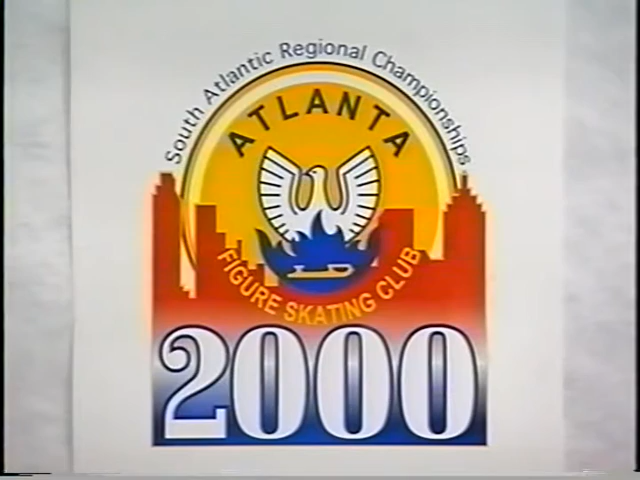 South Atlantic Regional Championships
ATLANTA
FIGURE SKATING CLUB
2000